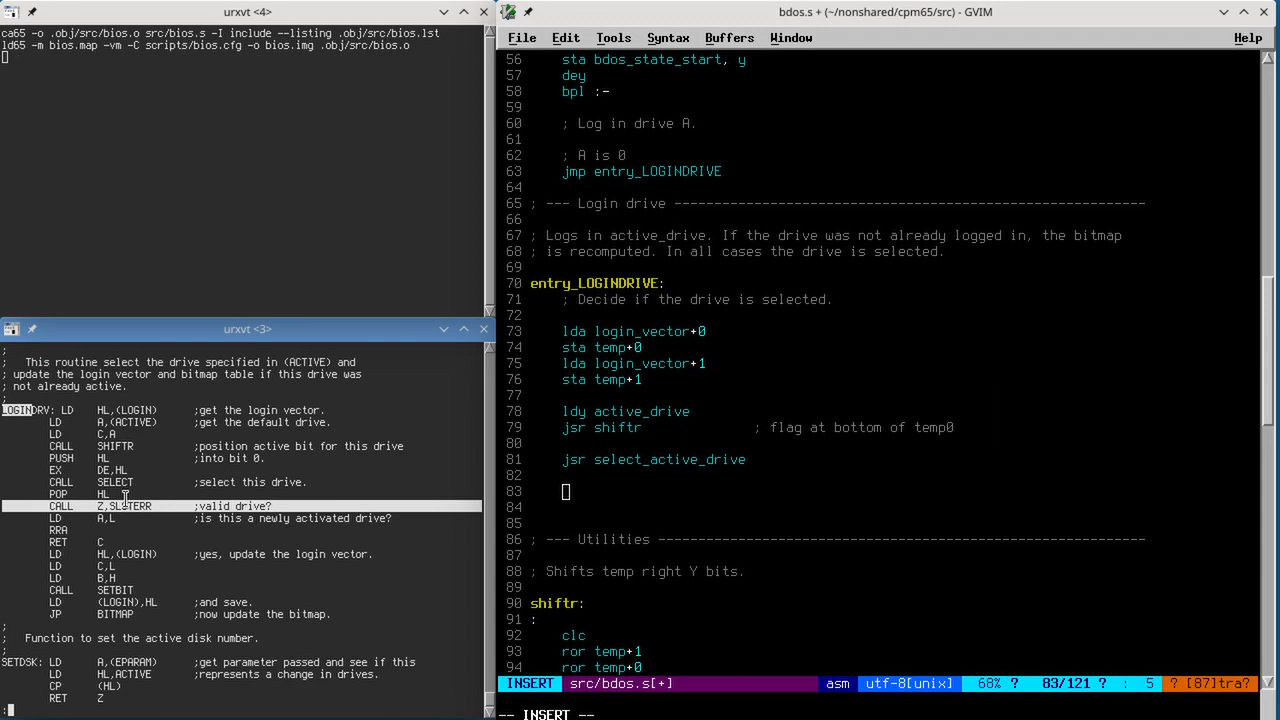 urxvt <4>
ca65 -o .obj/src/bios.o src/bios.s -I include --listing .obj/src/bios.lst
ld65 -m bios.map -vm -C scripts/bios.cfg -o bios.img .obj/src/bios.o
urxvt <3>
;
;   This routine select the drive specified in (ACTIVE) and
; update the login vector and bitmap table if this drive was
; not already active.
;
LOGINDRV: LD HL,(LOGIN) ;get the login vector.
LD A,(ACTIVE) ;get the default drive.
LD C,A
CALL SHIFTR ;position active bit for this drive
PUSH HL ;into bit 0.
EX DE,HL
CALL SELECT ;select this drive.
POP HL
CALL Z,SLCTERR ;valid drive?
LD A,L ;is this a newly activated drive?
RRA
RET C
LD HL,(LOGIN) ;yes, update the login vector.
LD C,L
LD B,H
CALL SETBIT
LD (LOGIN),HL ;and save.
JP BITMAP ;now update the bitmap.
;
;   Function to set the active disk number.
;
SETDSK: LD A,(EPARAM) ;get parameter passed and see if this
LD HL,ACTIVE ;represents a change in drives.
CP (HL)
RET Z
:
bdos.s + (~/nonshared/cpm65/src) - GVIM
File Edit Tools Syntax Buffers Window Help
56 sta bdos_state_start, y
57 dey
58 bpl :-
59
60 ; Log in drive A.
61
62 ; A is 0
63 jmp entry_LOGINDRIVE
64
65 ; --- Login drive -----------------------------------------------------------
66
67 ; Logs in active_drive. If the drive was not already logged in, the bitmap
68 ; is recomputed. In all cases the drive is selected.
69
70 entry_LOGINDRIVE:
71 ; Decide if the drive is selected.
72
73 lda login_vector+0
74 sta temp+0
75 lda login_vector+1
76 sta temp+1
77
78 ldy active_drive
79 jsr shiftr ; flag at bottom of temp0
80
81 jsr select_active_drive
82
83
84
85
86 ; --- Utilities -------------------------------------------------------------
87
88 ; Shifts temp right Y bits.
89
90 shiftr:
91 :
92 clc
93 ror temp+1
94 ror temp+0
INSERT src/bdos.s[+] asm utf-8[unix] 68% ? 83/121 ? : 5 ? [87]tra?
-- INSERT --